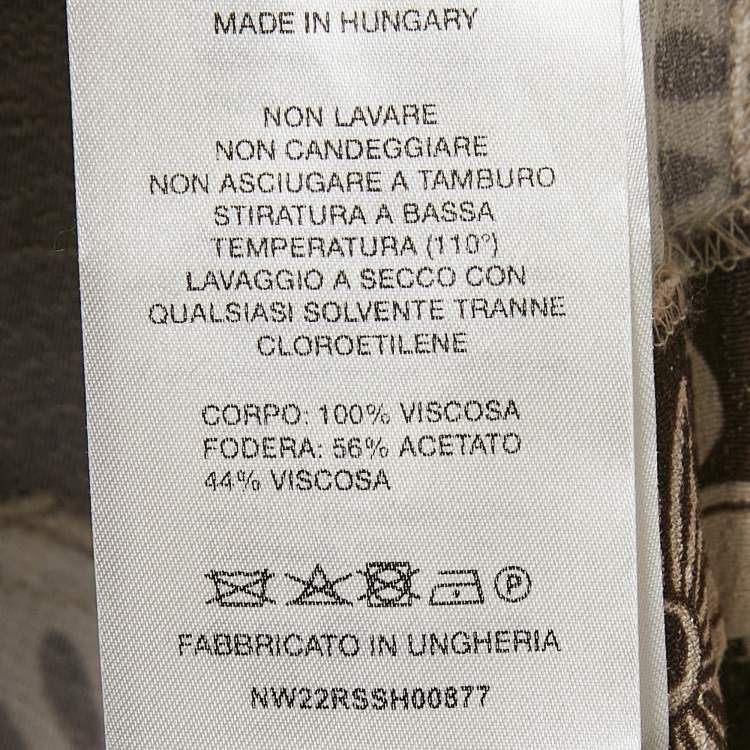 MADE IN HUNGARY
NON LAVARE
NON CANDEGGIARE
NON ASCIUGARE A TAMBURO
STIRATURA A BASSA
TEMPERATURA (110°)
LAVAGGIO A SECCO CON
QUALSIASI SOLVENTE TRANNE
CLOROETILENE
CORPO: 100% VISCOSA
FODERA: 56% ACETATO
44% VISCOSA
P
FABBRICATO IN UNGHERIA
NW22RSSH00877